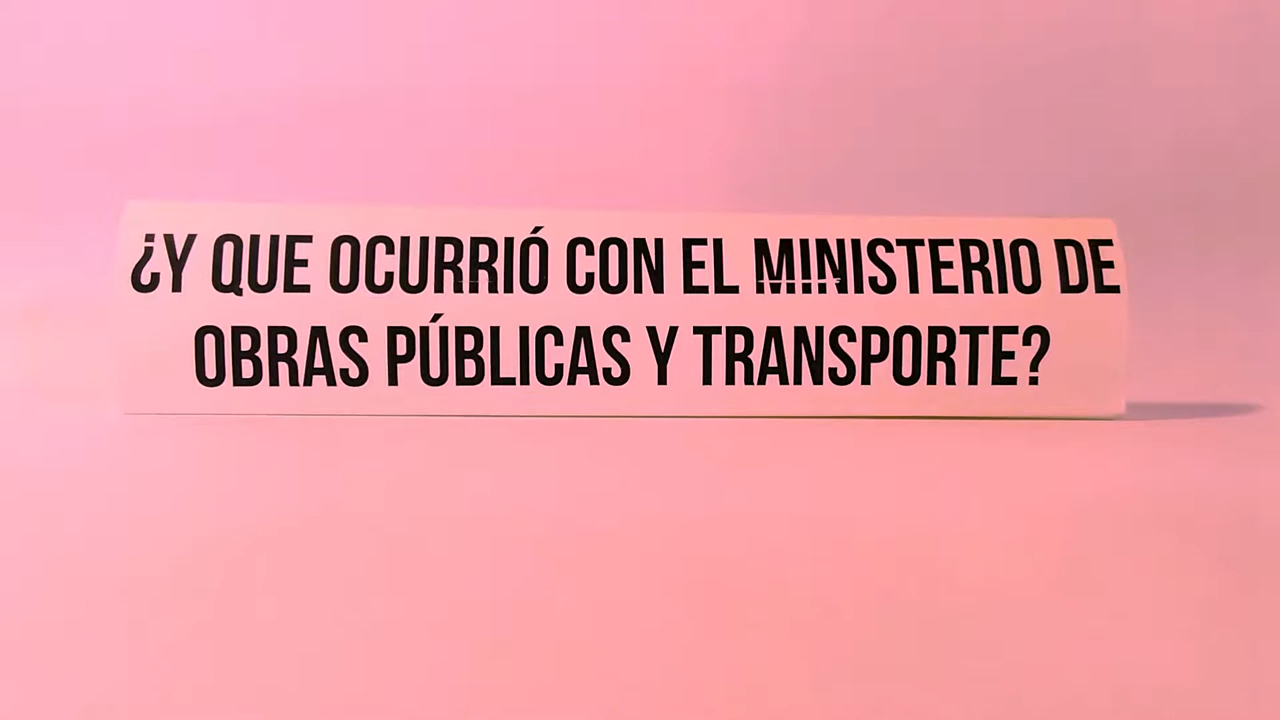 ¿Y QUE OCURRIÓ CON EL MINISTERIO DE
OBRAS PÚBLICAS Y TRANSPORTE?